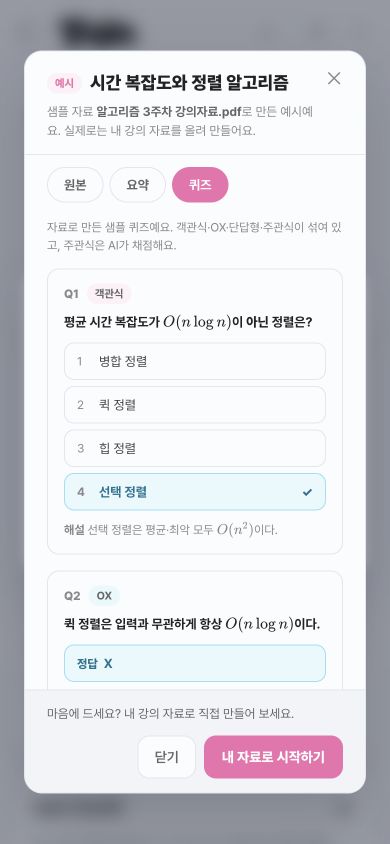 예시 시간 복잡도와 정렬 알고리즘
샘플 자료 알고리즘 3주차 강의자료.pdf로 만든 예시예
요. 실제로는 내 강의 자료를 올려 만들어요.
원본 요약 퀴즈
자료로 만든 샘플 퀴즈예요. 객관식·OX·단답형·주관식이 섞여 있
고, 주관식은 AI가 채점해요.
Q1 객관식
평균 시간 복잡도가 O(n log n)이 아닌 정렬은?
1 병합 정렬
2 퀵 정렬
3 힙 정렬
4 선택 정렬 ✓
해설 선택 정렬은 평균·최악 모두 O(n²)이다.
Q2 OX
퀵 정렬은 입력과 무관하게 항상 O(n log n)이다.
정답 X
마음에 드세요? 내 강의 자료로 직접 만들어 보세요.
닫기 내 자료로 시작하기